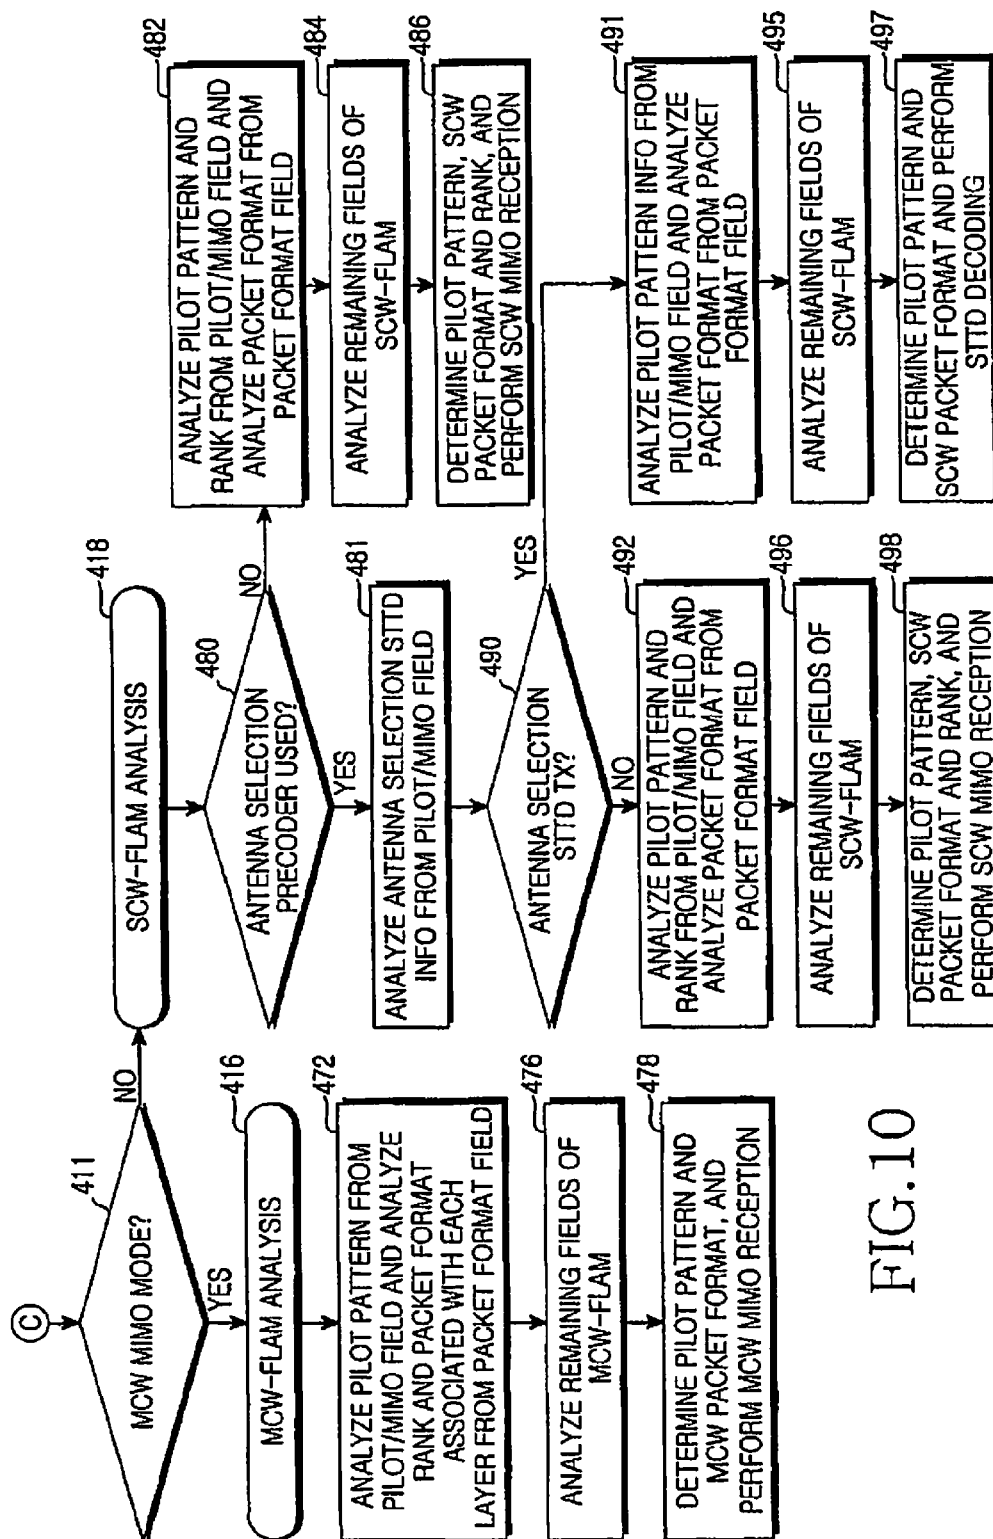 C
411
MCW MIMO MODE?
NO
YES
416
MCW-FLAM ANALYSIS
472
ANALYZE PILOT PATTERN FROM
PILOT/MIMO FIELD AND ANALYZE
RANK AND PACKET FORMAT
ASSOCIATED WITH EACH
LAYER FROM PACKET FORMAT FIELD
476
ANALYZE REMAINING FIELDS OF
MCW-FLAM
478
DETERMINE PILOT PATTERN AND
MCW PACKET FORMAT, AND
PERFORM MCW MIMO RECEPTION
418
SCW-FLAM ANALYSIS
480
ANTENNA SELECTION
PRECODER USED?
NO
YES
481
ANALYZE ANTENNA SELECTION STTD
INFO FROM PILOT/MIMO FIELD
490
ANTENNA SELECTION
STTD TX?
YES
NO
492
ANALYZE PILOT PATTERN AND
RANK FROM PILOT/MIMO FIELD AND
ANALYZE PACKET FORMAT FROM
PACKET FORMAT FIELD
496
ANALYZE REMAINING FIELDS OF
SCW-FLAM
498
DETERMINE PILOT PATTERN, SCW
PACKET FORMAT AND RANK, AND
PERFORM SCW MIMO RECEPTION
482
ANALYZE PILOT PATTERN AND
RANK FROM PILOT/MIMO FIELD AND
ANALYZE PACKET FORMAT FROM
PACKET FORMAT FIELD
484
ANALYZE REMAINING FIELDS OF
SCW-FLAM
486
DETERMINE PILOT PATTERN, SCW
PACKET FORMAT AND RANK, AND
PERFORM SCW MIMO RECEPTION
491
ANALYZE PILOT PATTERN INFO FROM
PILOT/MIMO FIELD AND ANALYZE
PACKET FORMAT FROM PACKET
FORMAT FIELD
495
ANALYZE REMAINING FIELDS OF
SCW-FLAM
497
DETERMINE PILOT PATTERN AND
SCW PACKET FORMAT AND PERFORM
STTD DECODING
FIG.10